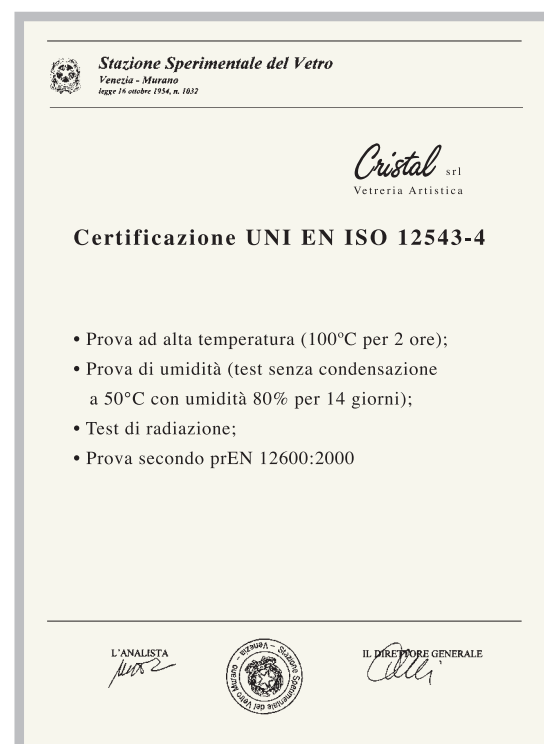 Stazione Sperimentale del Vetro
Venezia - Murano
legge 16 ottobre 1954, n. 1032
Cristal srl
Vetreria Artistica
Certificazione UNI EN ISO 12543-4
• Prova ad alta temperatura (100°C per 2 ore);
• Prova di umidità (test senza condensazione
a 50°C con umidità 80% per 14 giorni);
• Test di radiazione;
• Prova secondo prEN 12600:2000
L'ANALISTA
IL DIRETTORE GENERALE
Stazione Sperimentale del Vetro Murano - Venezia -